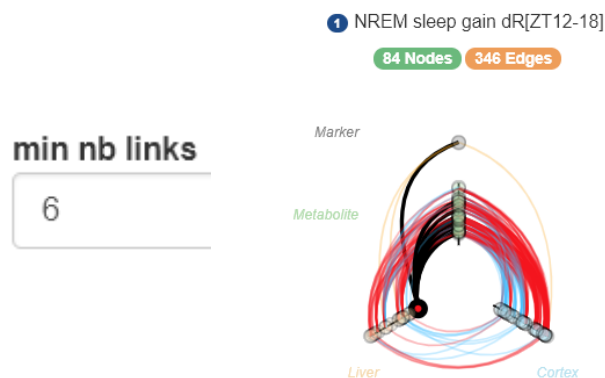 1 NREM sleep gain dR[ZT12-18]
84 Nodes 346 Edges
Marker
min nb links
6
Metabolite
Liver
Cortex